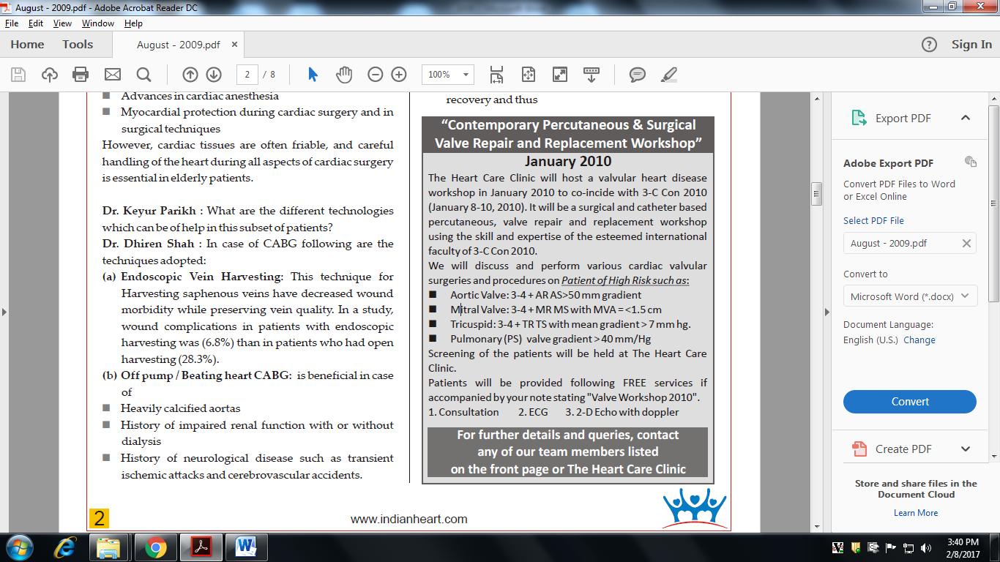 August - 2009.pdf - Adobe Acrobat Reader DC
File Edit View Window Help
Home Tools August - 2009.pdf × Sign In
2 / 8 100%
Advances in cardiac anesthesia
■ Myocardial protection during cardiac surgery and in
surgical techniques
However, cardiac tissues are often friable, and careful
handling of the heart during all aspects of cardiac surgery
is essential in elderly patients.
Dr. Keyur Parikh : What are the different technologies
which can be of help in this subset of patients?
Dr. Dhiren Shah : In case of CABG following are the
techniques adopted:
(a) Endoscopic Vein Harvesting: This technique for
Harvesting saphenous veins have decreased wound
morbidity while preserving vein quality. In a study,
wound complications in patients with endoscopic
harvesting was (6.8%) than in patients who had open
harvesting (28.3%).
(b) Off pump / Beating heart CABG: is beneficial in case
of
■ Heavily calcified aortas
■ History of impaired renal function with or without
dialysis
■ History of neurological disease such as transient
ischemic attacks and cerebrovascular accidents.
recovery and thus
“Contemporary Percutaneous & Surgical
Valve Repair and Replacement Workshop”
January 2010
The Heart Care Clinic will host a valvular heart disease
workshop in January 2010 to co-incide with 3-C Con 2010
(January 8-10, 2010). It will be a surgical and catheter based
percutaneous, valve repair and replacement workshop
using the skill and expertise of the esteemed international
faculty of 3-C Con 2010.
We will discuss and perform various cardiac valvular
surgeries and procedures on Patient of High Risk such as:
■ Aortic Valve: 3-4 + AR AS>50 mm gradient
■ Mitral Valve: 3-4 + MR MS with MVA = <1.5 cm
■ Tricuspid: 3-4 + TR TS with mean gradient > 7 mm hg.
■ Pulmonary (PS) valve gradient > 40 mm/Hg
Screening of the patients will be held at The Heart Care
Clinic.
Patients will be provided following FREE services if
accompanied by your note stating "Valve Workshop 2010".
1. Consultation 2. ECG 3. 2-D Echo with doppler
For further details and queries, contact
any of our team members listed
on the front page or The Heart Care Clinic
2
www.indianheart.com
Export PDF
Adobe Export PDF
Convert PDF Files to Word
or Excel Online
Select PDF File
August - 2009.pdf ×
Convert to
Microsoft Word (*.docx)
Document Language:
English (U.S.) Change
Convert
Create PDF
Store and share files in the
Document Cloud
Learn More
3:40 PM
2/8/2017